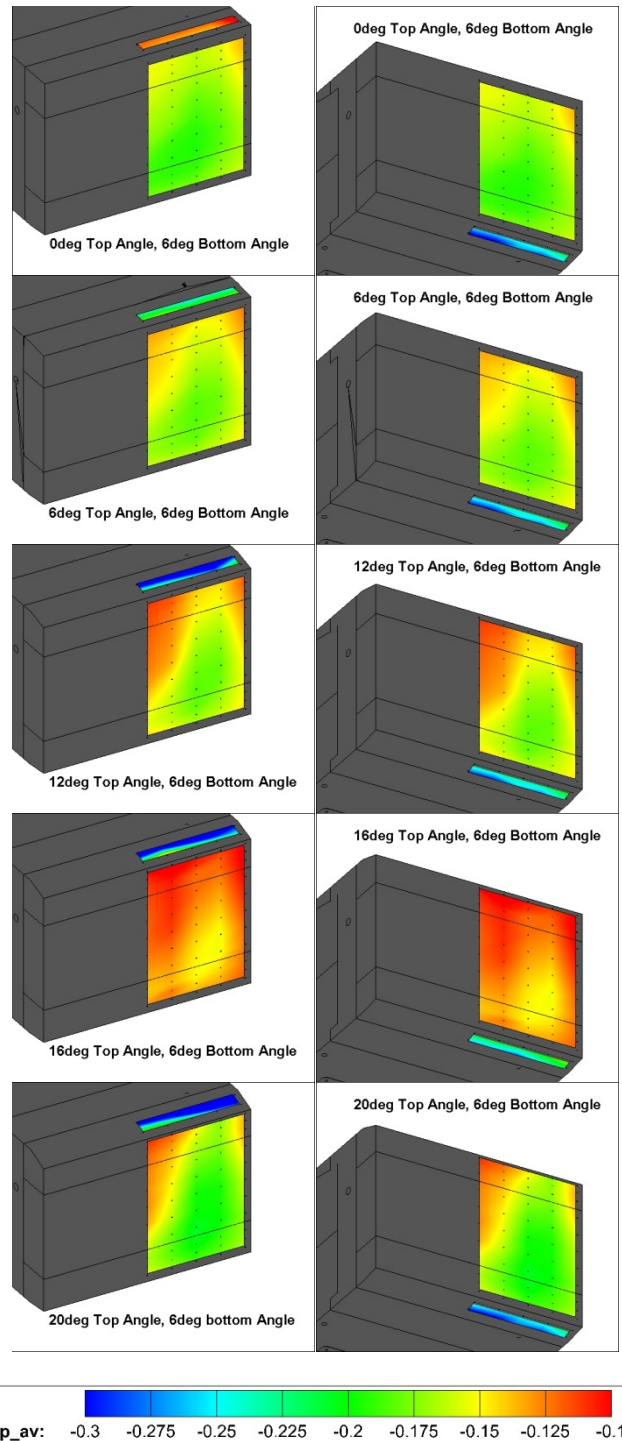 0deg Top Angle, 6deg Bottom Angle
0deg Top Angle, 6deg Bottom Angle
6deg Top Angle, 6deg Bottom Angle
6deg Top Angle, 6deg Bottom Angle
12deg Top Angle, 6deg Bottom Angle
12deg Top Angle, 6deg Bottom Angle
16deg Top Angle, 6deg Bottom Angle
16deg Top Angle, 6deg Bottom Angle
20deg Top Angle, 6deg bottom Angle
20deg Top Angle, 6deg Bottom Angle
p_av: -0.3 -0.275 -0.25 -0.225 -0.2 -0.175 -0.15 -0.125 -0.1